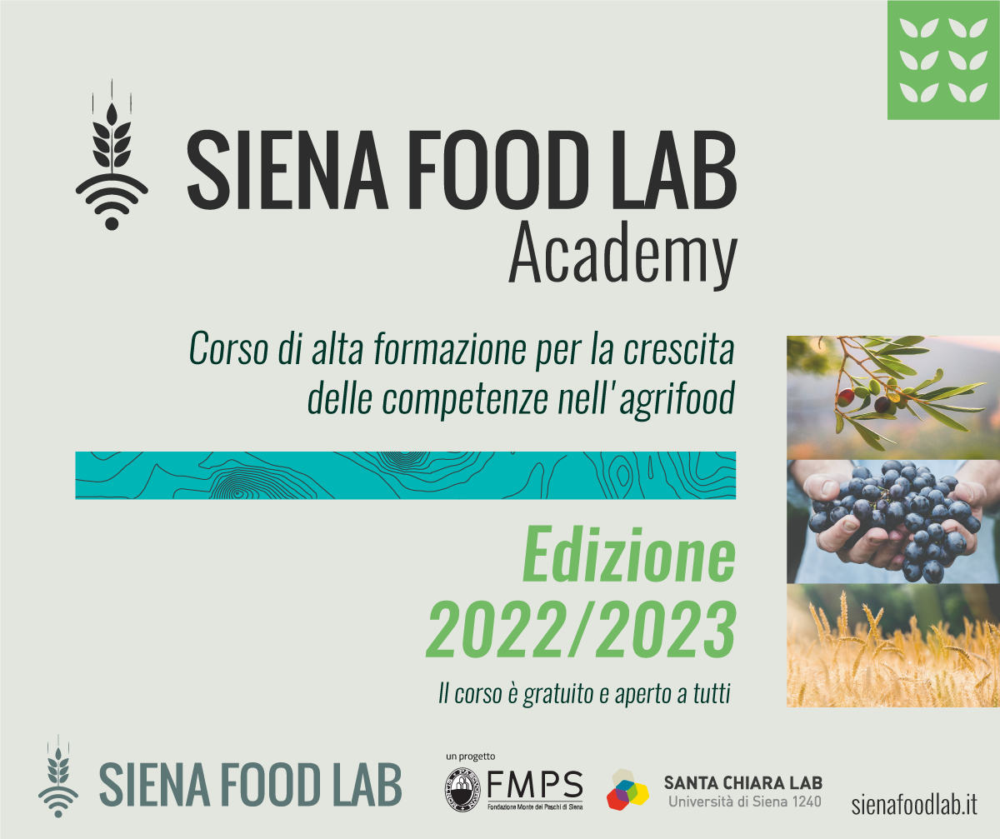 SIENA FOOD LAB
Academy
Corso di alta formazione per la crescita
delle competenze nell'agrifood
Edizione
2022/2023
Il corso è gratuito e aperto a tutti
SIENA FOOD LAB
un progetto
FMPS
Fondazione Monte dei Paschi di Siena
SANTA CHIARA LAB
Università di Siena 1240
sienafoodlab.it